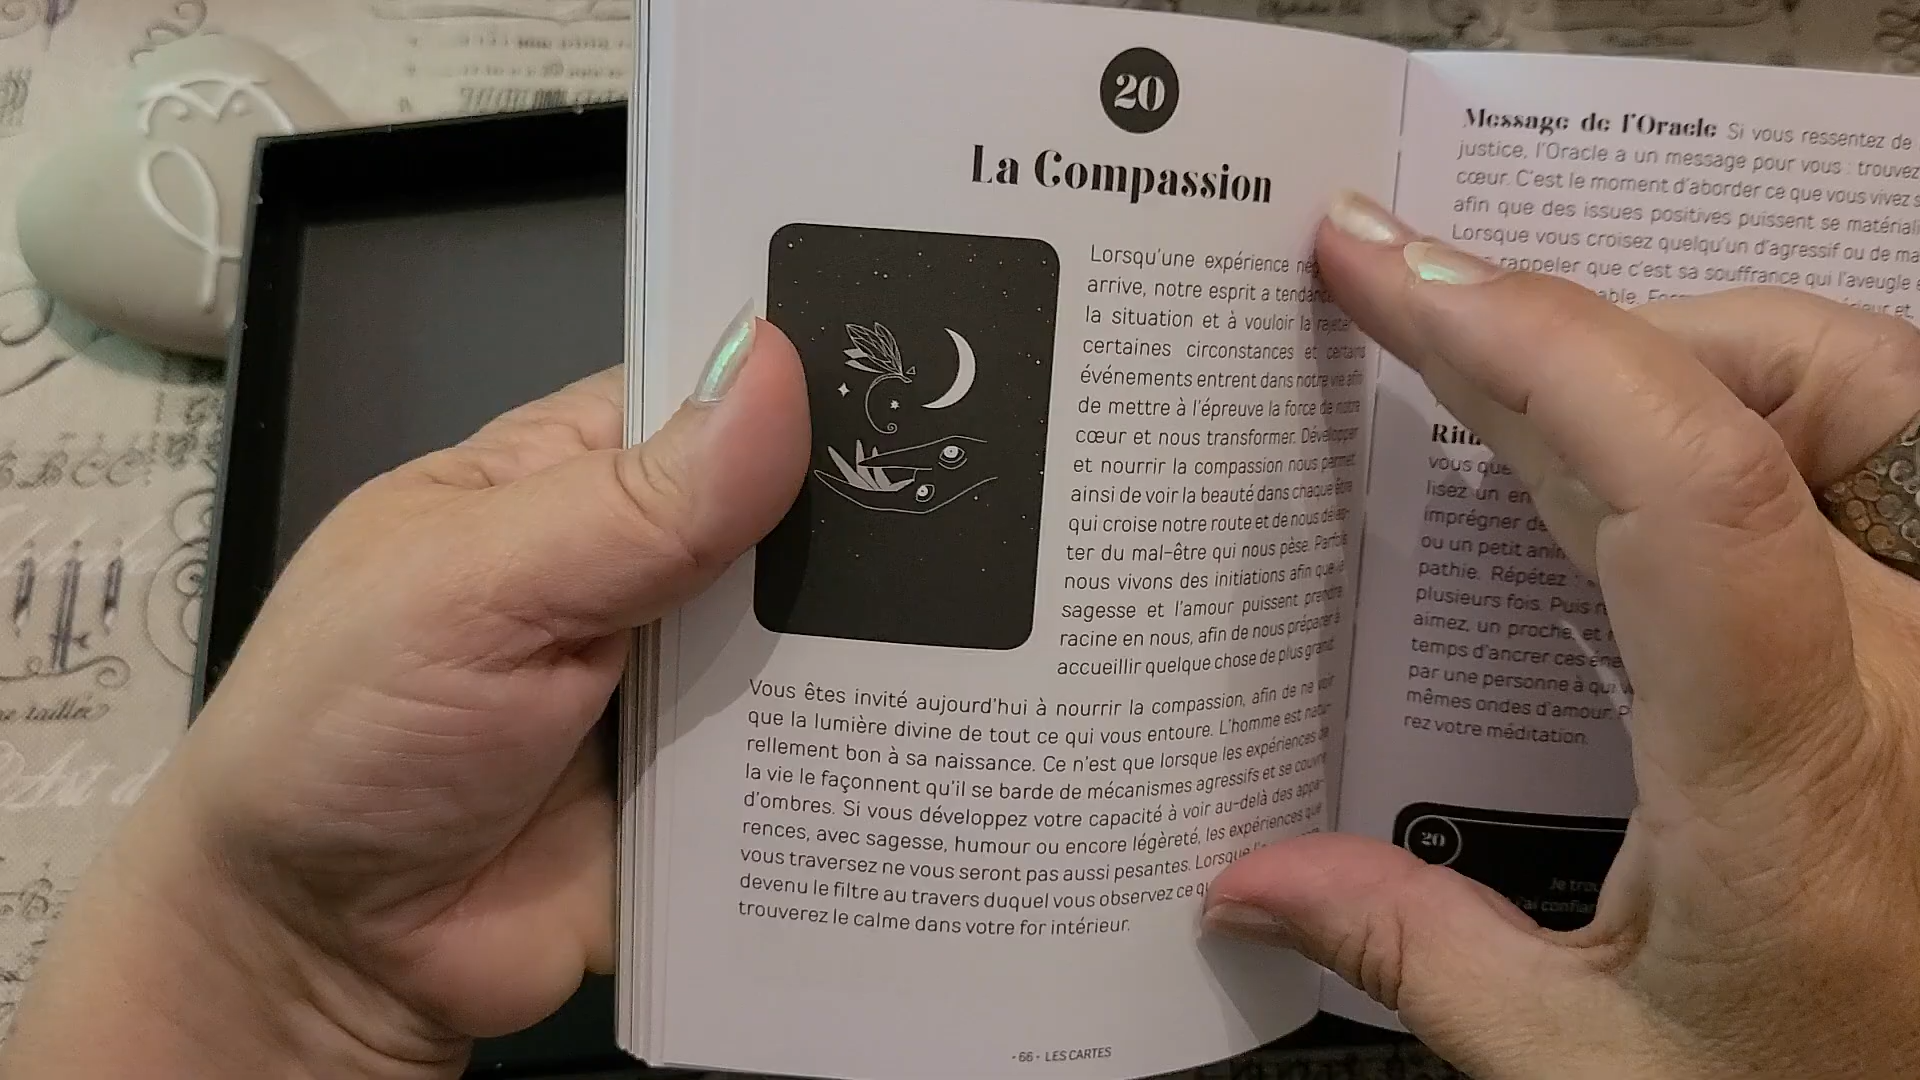 20
La Compassion
Lorsqu'une expérience
arrive, notre esprit a tendance
la situation et à vouloir la rejeter
certaines circonstances et certains
événements entrent dans notre vie afin
de mettre à l'épreuve la force de notre
cœur et nous transformer. Développer
et nourrir la compassion nous permet
ainsi de voir la beauté dans chaque être
qui croise notre route et de nous
ter du mal-être qui nous pèse. Parfois
nous vivons des initiations afin que la
sagesse et l'amour puissent prendre
racine en nous, afin de nous préparer à
accueillir quelque chose de plus grand.
Vous êtes invité aujourd'hui à nourrir la compassion, afin de ne voir
que la lumière divine de tout ce qui vous entoure. L'homme est natu-
rellement bon à sa naissance. Ce n'est que lorsque les expériences de
la vie le façonnent qu'il se barde de mécanismes agressifs et se couvre
d'ombres. Si vous développez votre capacité à voir au-delà des appa-
rences, avec sagesse, humour ou encore légèreté, les expériences que
vous traversez ne vous seront pas aussi pesantes. Lorsque
devenu le filtre au travers duquel vous observez ce
trouverez le calme dans votre for intérieur.
- 66 - LES CARTES
Message de l'Oracle Si vous ressentez de
justice, l'Oracle a un message pour vous : trouvez
cœur. C'est le moment d'aborder ce que vous vivez
afin que des issues positives puissent se
Lorsque vous croisez quelqu'un d'agressif ou de
rappeler que c'est sa souffrance qui l'aveugle
vous que
lisez un
imprégner de
ou un petit
pathie. Répétez :
plusieurs fois. Puis
aimez, un proche, et
temps d'ancrer ces
par une personne à qui
mêmes ondes d'amour.
rez votre méditation.
20
Je